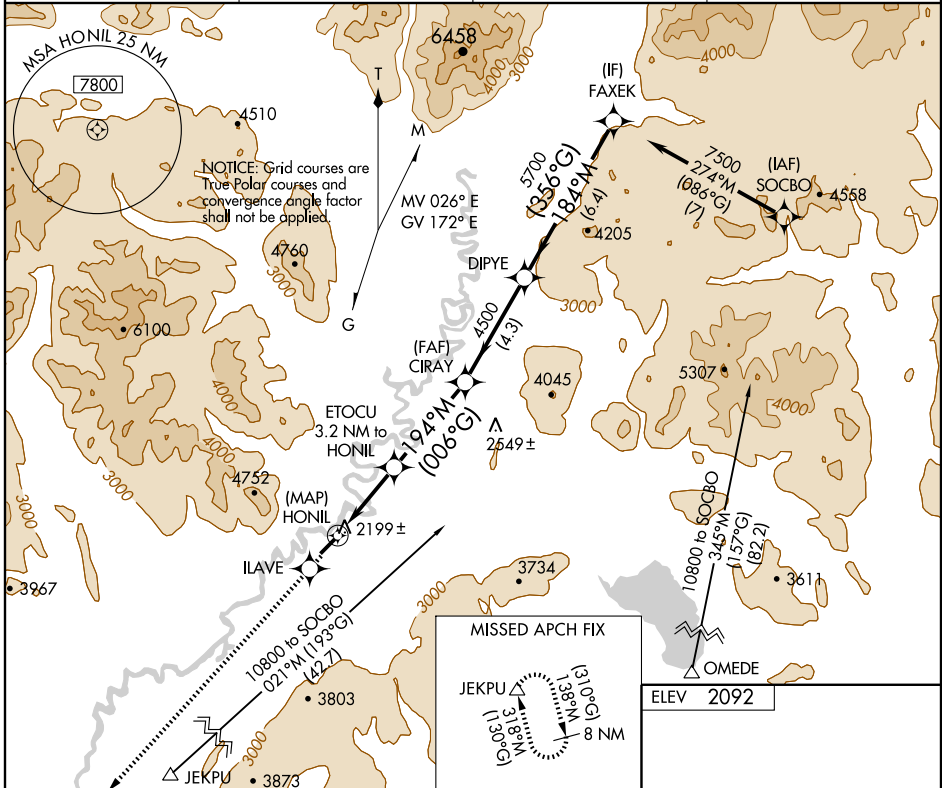 MSA HONIL 25 NM
7800
6458
4000
3000
4000
T
M
MV 026° E
GV 172° E
G
4510
NOTICE: Grid courses are
True Polar courses and
convergence angle factor
shall not be applied.
4760
3000
(IF)
FAXEK
5700
(356°G)
184°M
(6.4)
7500
274°M
(086°G)
(7)
(IAF)
SOCBO
4558
4205
DIPYE
3000
6100
4500
(4.3)
(FAF)
CIRAY
4045
5307
4000
4000
ETOCU
3.2 NM to
HONIL
194°M
(006°G)
2549±
4000
4752
3000
3000
(MAP)
HONIL
2199±
ILAVE
10800 to SOCBO
345°M
(157°G)
(82.2)
3967
3734
3000
3611
10800 to SOCBO
021°M (193°G)
(42.7)
MISSED APCH FIX
JEKPU
(310°G)
138°M
318°M
(130°G)
8 NM
OMEDE
ELEV 2092
3803
3000
JEKPU
3873